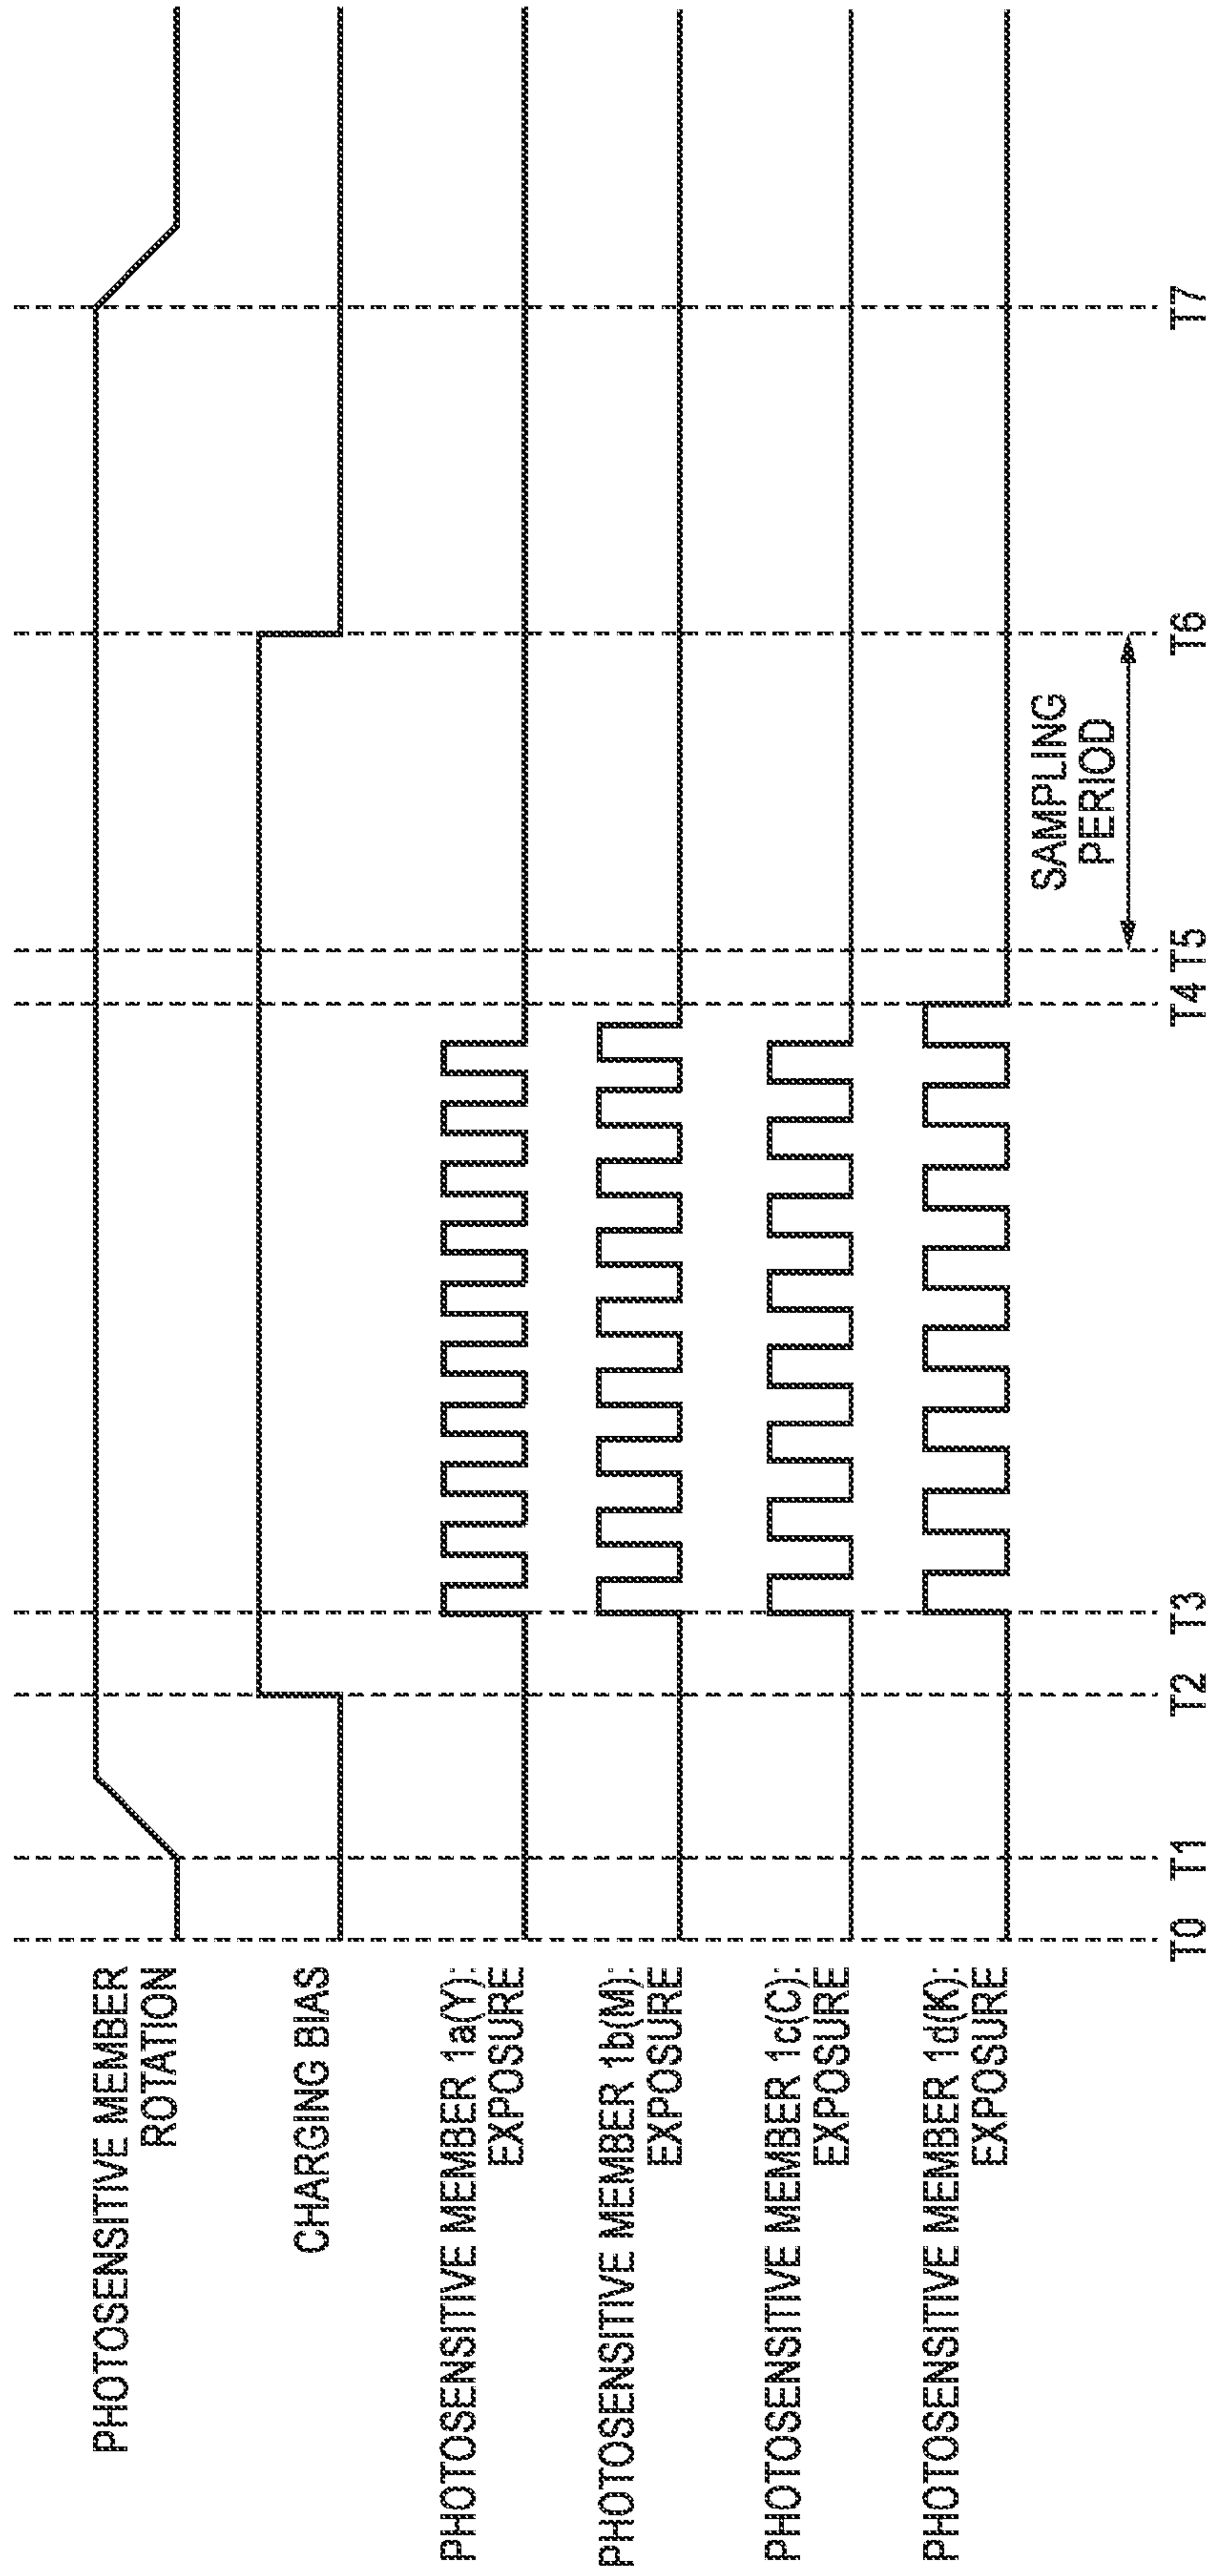 PHOTOSENSITIVE MEMBER
ROTATION
CHARGING BIAS
PHOTOSENSITIVE MEMBER 1a(Y):
EXPOSURE
PHOTOSENSITIVE MEMBER 1b(M):
EXPOSURE
PHOTOSENSITIVE MEMBER 1c(C):
EXPOSURE
PHOTOSENSITIVE MEMBER 1d(K):
EXPOSURE
SAMPLING
PERIOD
T0 T1 T2 T3 T4 T5 T6 T7